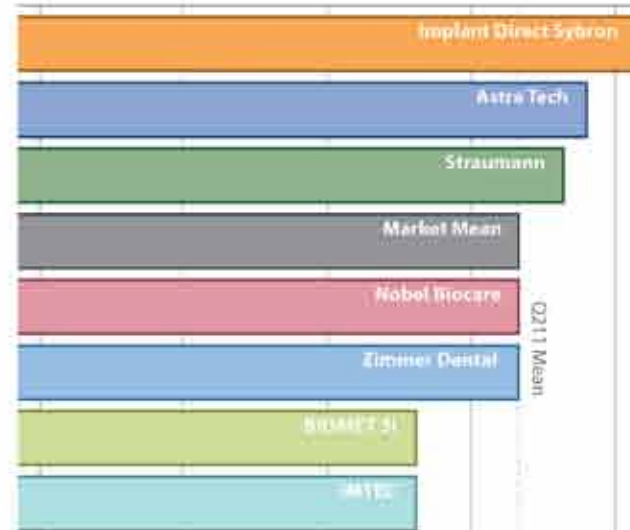 Implant Direct Sybron
Astra Tech
Straumann
Market Mean
Nobel Biocare
Zimmer Dental
BIOMET 3i
Q211 Mean